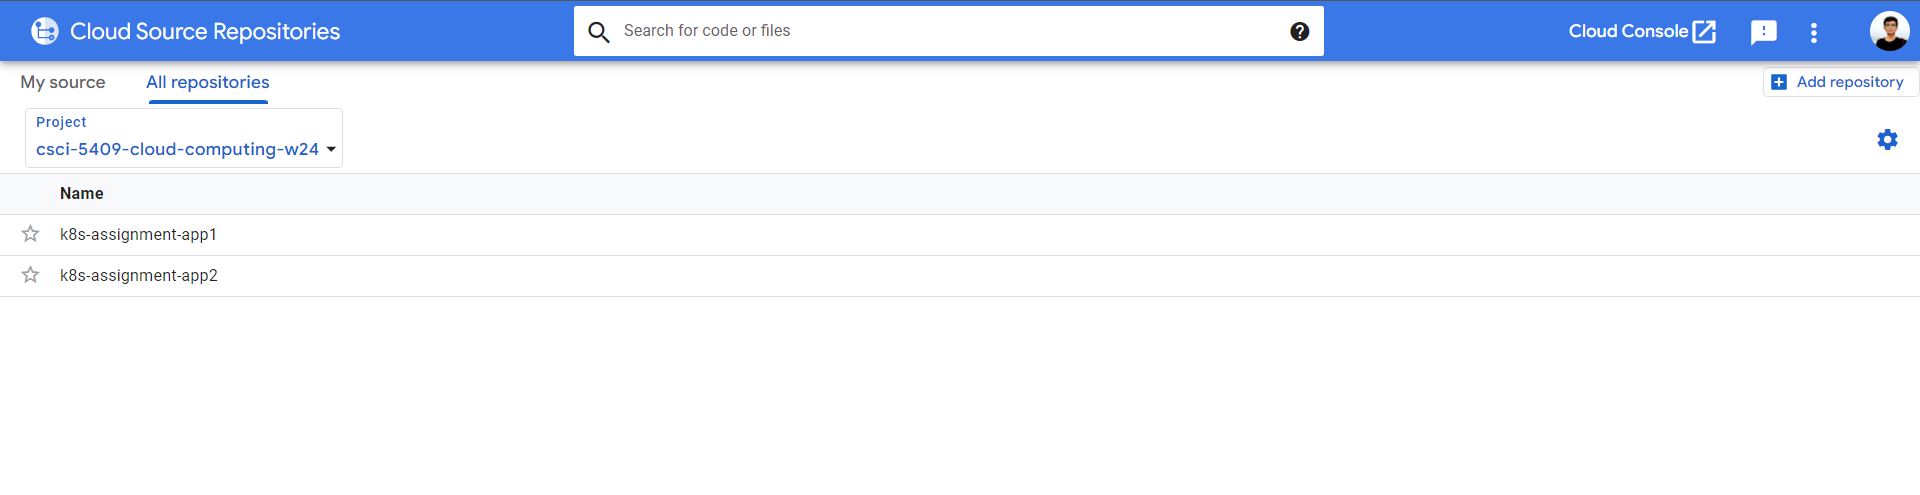 Cloud Source Repositories
Search for code or files
Cloud Console
My source
All repositories
Add repository
Project
csci-5409-cloud-computing-w24
Name
k8s-assignment-app1
k8s-assignment-app2